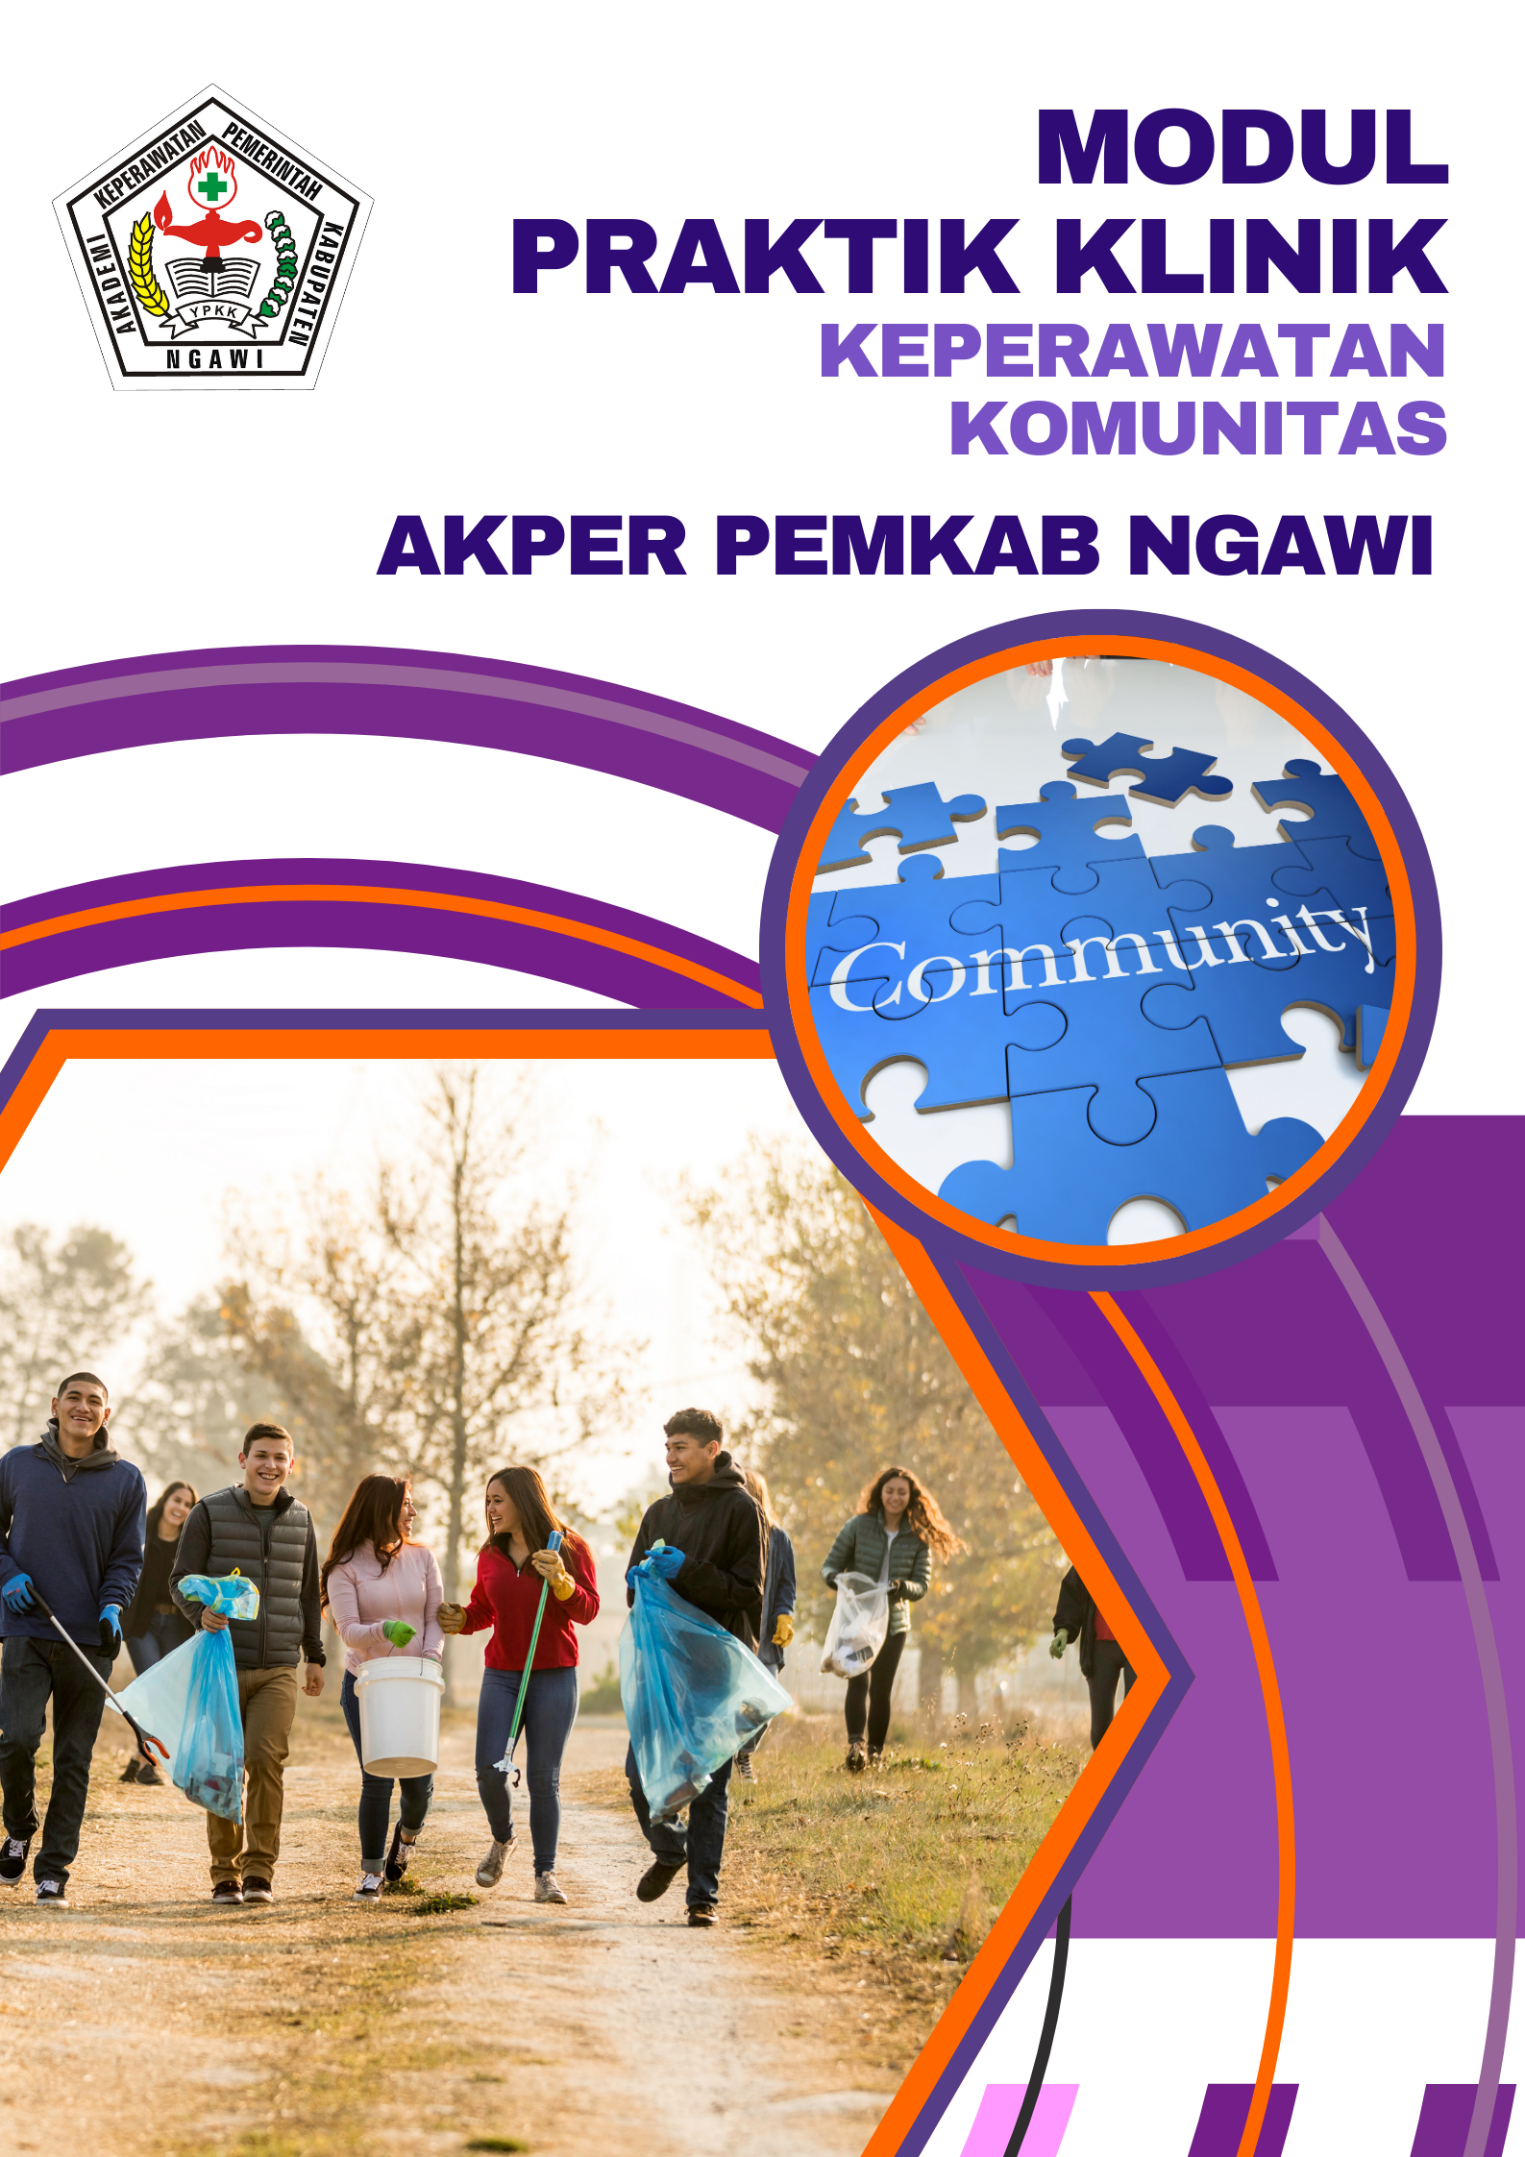 AKADEMI
KEPERAWATAN
PEMERINTAH
KABUPATEN
YPKK
NGAWI
MODUL
PRAKTIK KLINIK
KEPERAWATAN
KOMUNITAS
AKPER PEMKAB NGAWI
Community